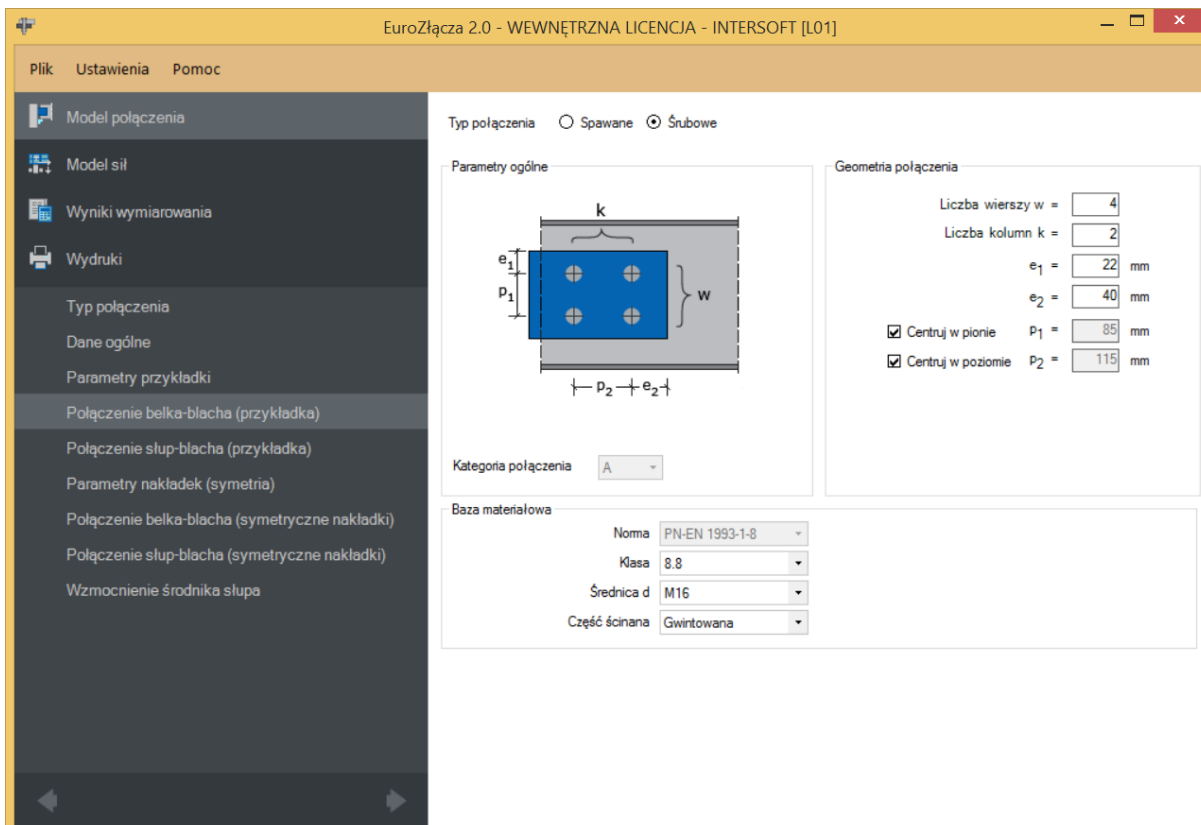 EuroZłącza 2.0 - WEWNĘTRZNA LICENCJA - INTERSOFT [L01]
Plik Ustawienia Pomoc
Model połączenia
Model sił
Wyniki wymiarowania
Wydruki
Typ połączenia
Dane ogólne
Parametry przykładki
Połączenie belka-blacha (przykładka)
Połączenie słup-blacha (przykładka)
Parametry nakładek (symetria)
Połączenie belka-blacha (symetryczne nakładki)
Połączenie słup-blacha (symetryczne nakładki)
Wzmocnienie środnika słupa
Typ połączenia Spawane Śrubowe
Parametry ogólne
k
e1
p1
w
p2 e2
Kategoria połączenia A
Geometria połączenia
Liczba wierszy w = 4
Liczba kolumn k = 2
e1 = 22 mm
e2 = 40 mm
Centruj w pionie p1 = 85 mm
Centruj w poziomie p2 = 115 mm
Baza materiałowa
Norma PN-EN 1993-1-8
Klasa 8.8
Średnica d M16
Część ścinana Gwintowana